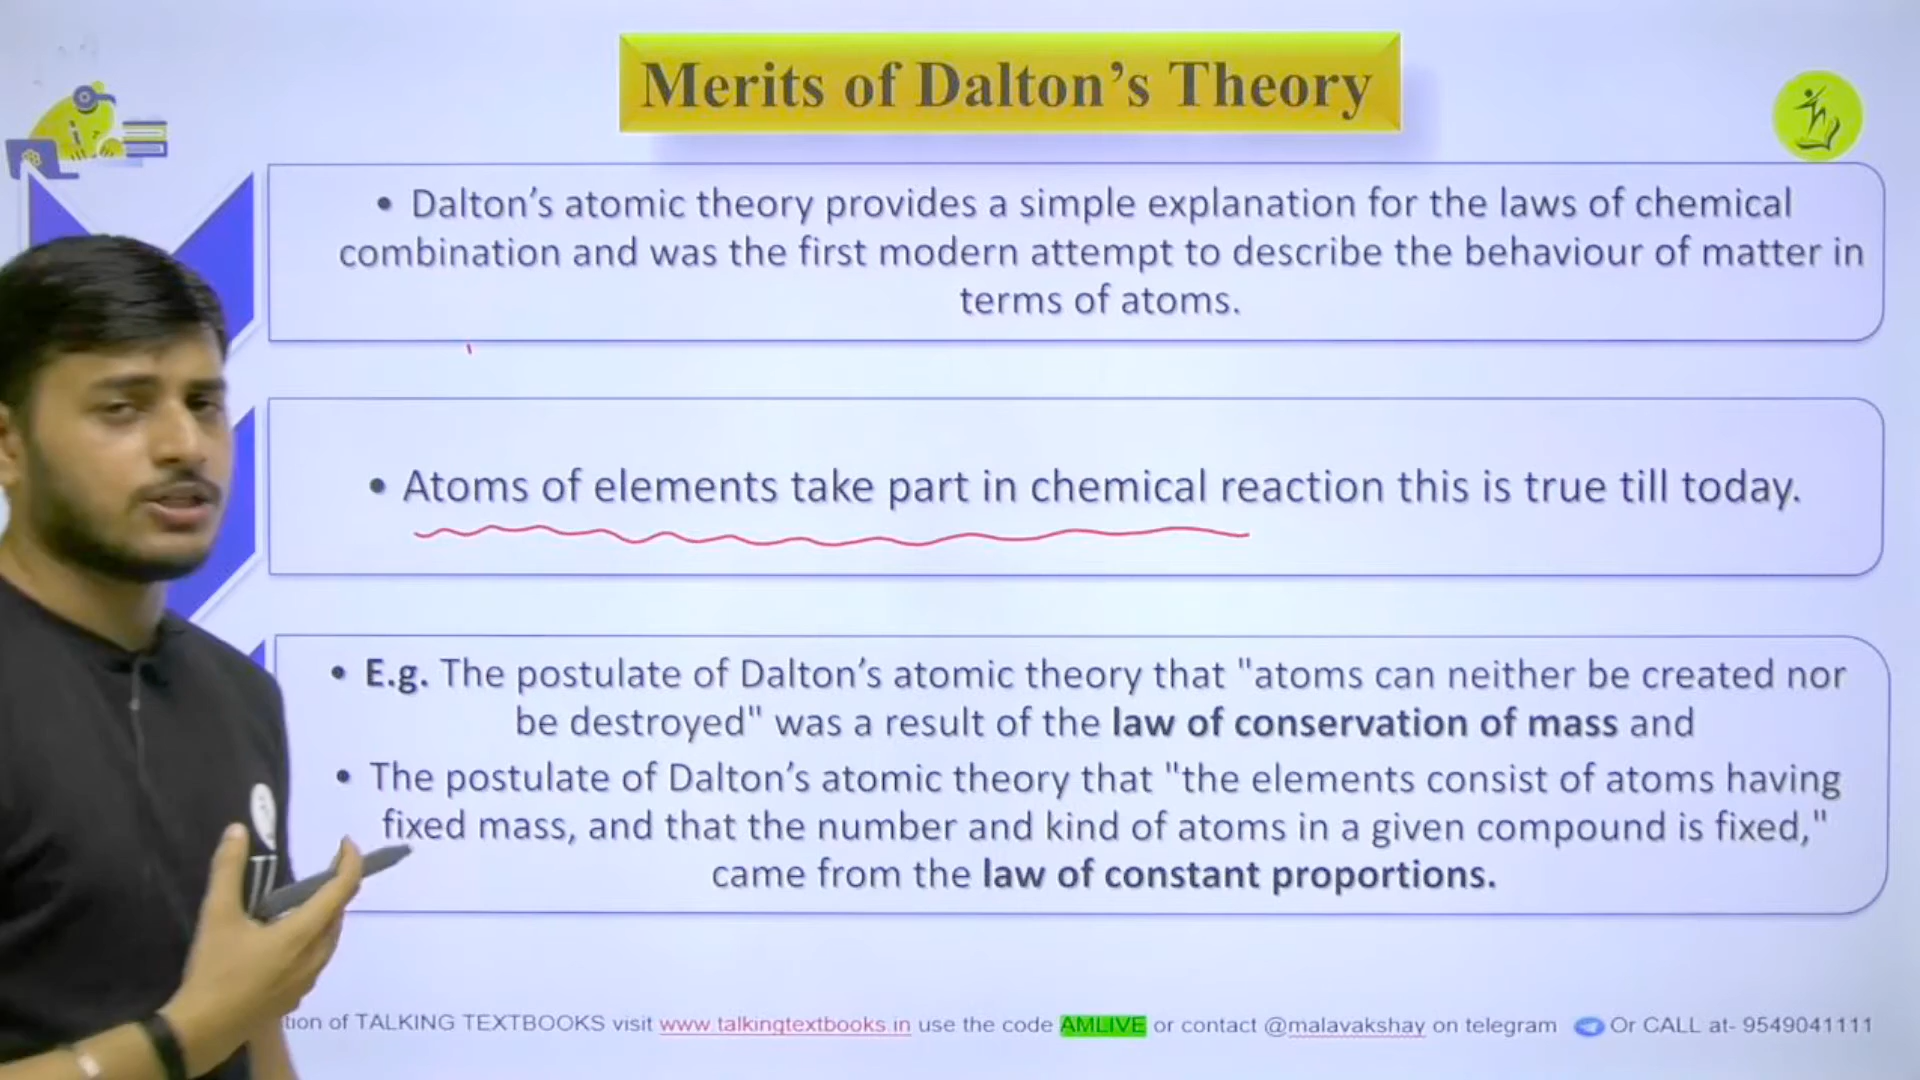 Merits of Dalton’s Theory
• Dalton’s atomic theory provides a simple explanation for the laws of chemical
combination and was the first modern attempt to describe the behaviour of matter in
terms of atoms.
• Atoms of elements take part in chemical reaction this is true till today.
• E.g. The postulate of Dalton’s atomic theory that "atoms can neither be created nor
be destroyed" was a result of the law of conservation of mass and
• The postulate of Dalton’s atomic theory that "the elements consist of atoms having
fixed mass, and that the number and kind of atoms in a given compound is fixed,"
came from the law of constant proportions.
of TALKING TEXTBOOKS visit www.talkingtextbooks.in use the code AMLIVE or contact @malavakshay on telegram Or CALL at- 9549041111